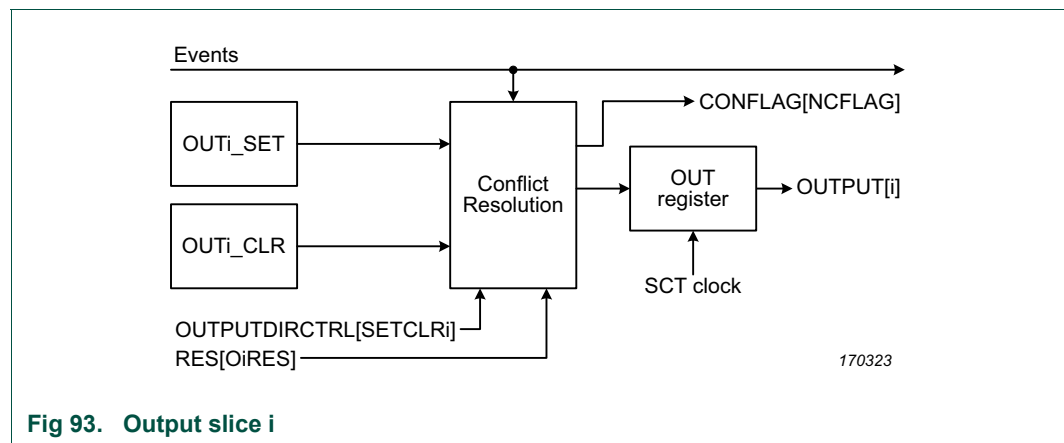 Events
OUTi_SET
OUTi_CLR
Conflict
Resolution
CONFLAG[NCFLAG]
OUT
register
OUTPUT[i]
SCT clock
OUTPUTDIRCTRL[SETCLRi]
RES[OiRES]
170323
Fig 93. Output slice i